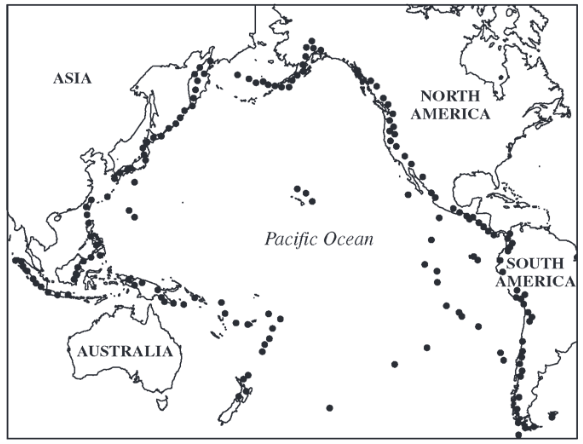 ASIA
NORTH
AMERICA
Pacific Ocean
SOUTH
AMERICA
AUSTRALIA